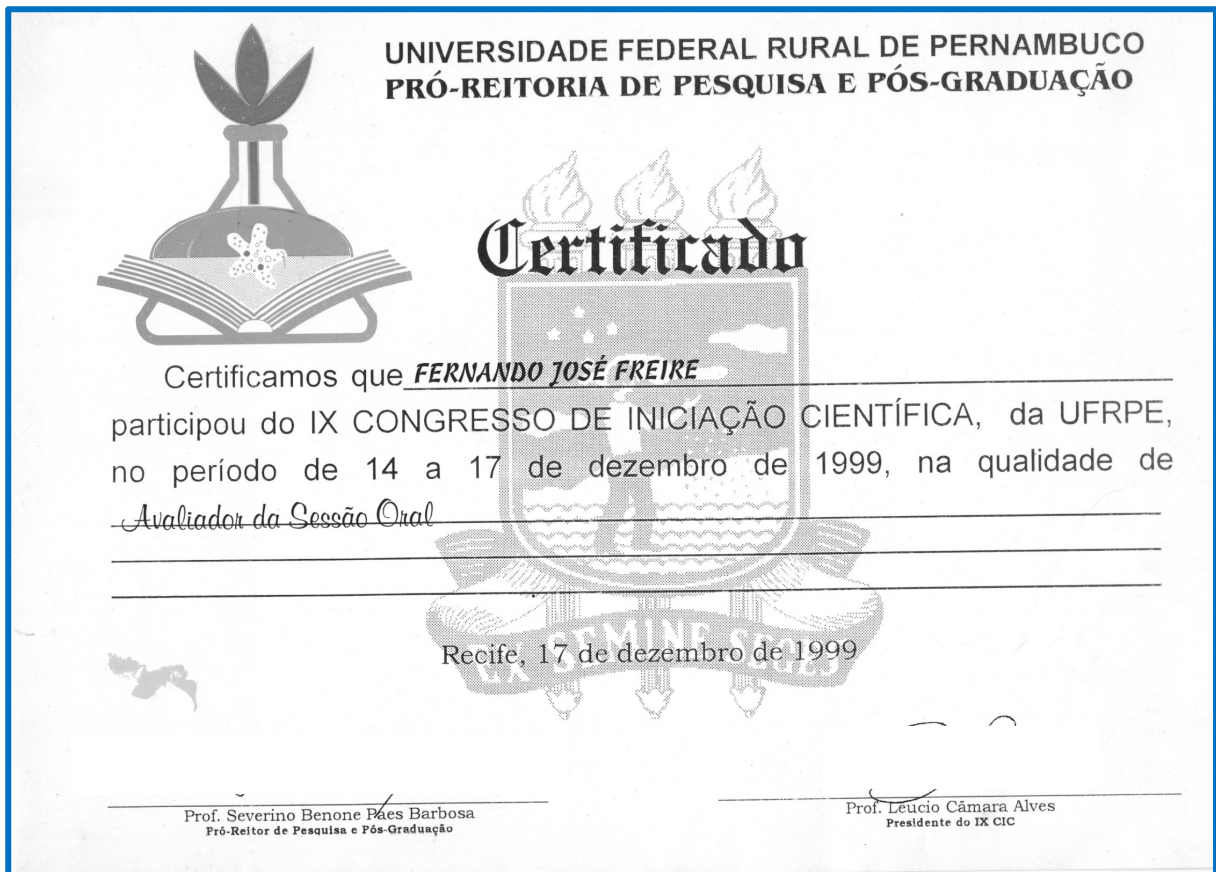 UNIVERSIDADE FEDERAL RURAL DE PERNAMBUCO
PRÓ-REITORIA DE PESQUISA E PÓS-GRADUAÇÃO
Certificado
Certificamos que FERNANDO JOSÉ FREIRE
participou do IX CONGRESSO DE INICIAÇÃO CIENTÍFICA, da UFRPE,
no período de 14 a 17 de dezembro de 1999, na qualidade de
Avaliador da Sessão Oral
EX SEMINE SEGES
Recife, 17 de dezembro de 1999
Prof. Severino Benone Paes Barbosa
Pró-Reitor de Pesquisa e Pós-Graduação
Prof. Leucio Câmara Alves
Presidente do IX CIC